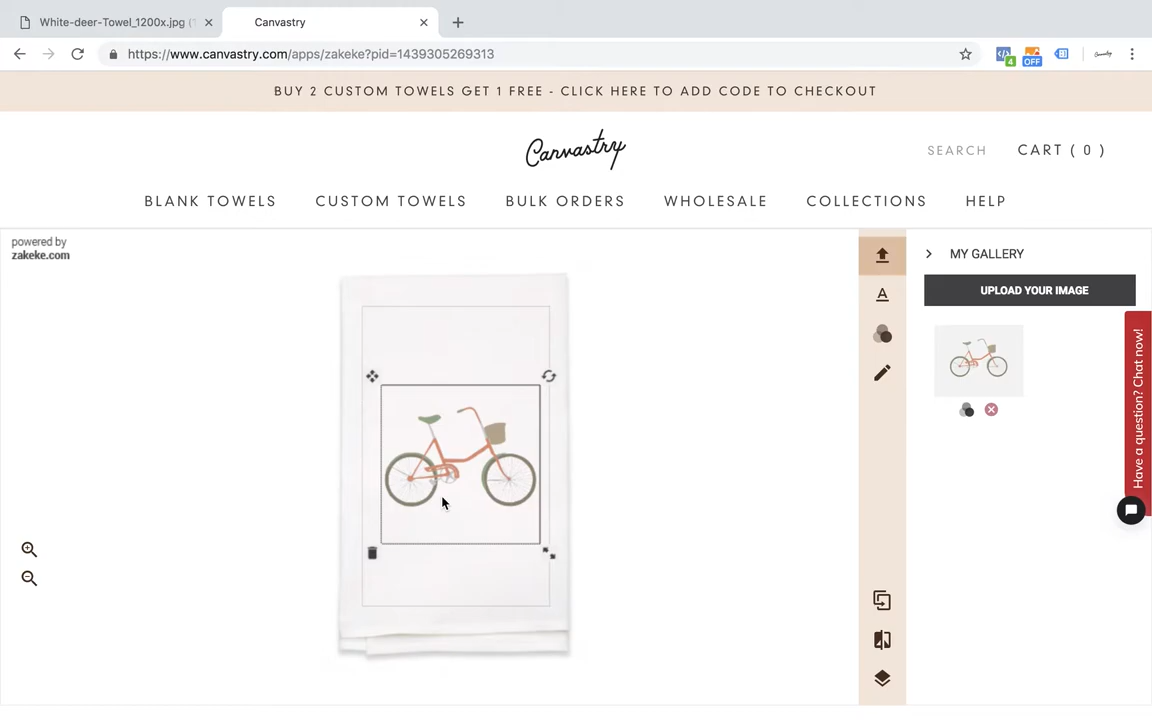 White-deer-Towel_1200x.jpg (
Canvastry
https://www.canvastry.com/apps/zakeke?pid=1439305269313
4
OFF
BUY 2 CUSTOM TOWELS GET 1 FREE - CLICK HERE TO ADD CODE TO CHECKOUT
Canvastry
SEARCH
CART ( 0 )
BLANK TOWELS
CUSTOM TOWELS
BULK ORDERS
WHOLESALE
COLLECTIONS
HELP
powered by
zakeke.com
MY GALLERY
UPLOAD YOUR IMAGE
A
Have a question? Chat now!